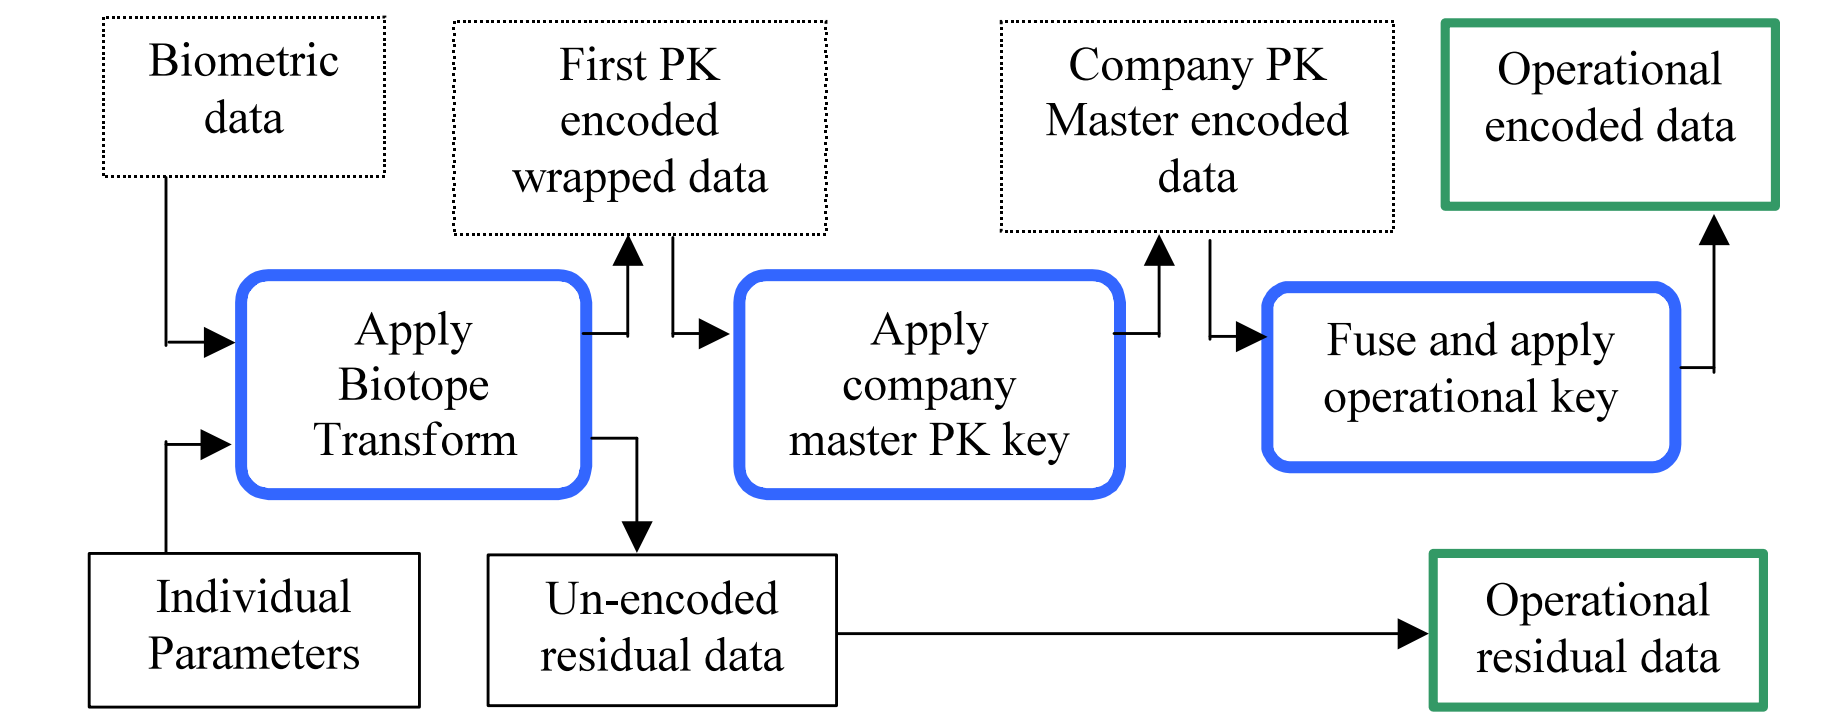 Biometric
data
First PK
encoded
wrapped data
Company PK
Master encoded
data
Operational
encoded data
Apply
Biotope
Transform
Apply
company
master PK key
Fuse and apply
operational key
Individual
Parameters
Un-encoded
residual data
Operational
residual data